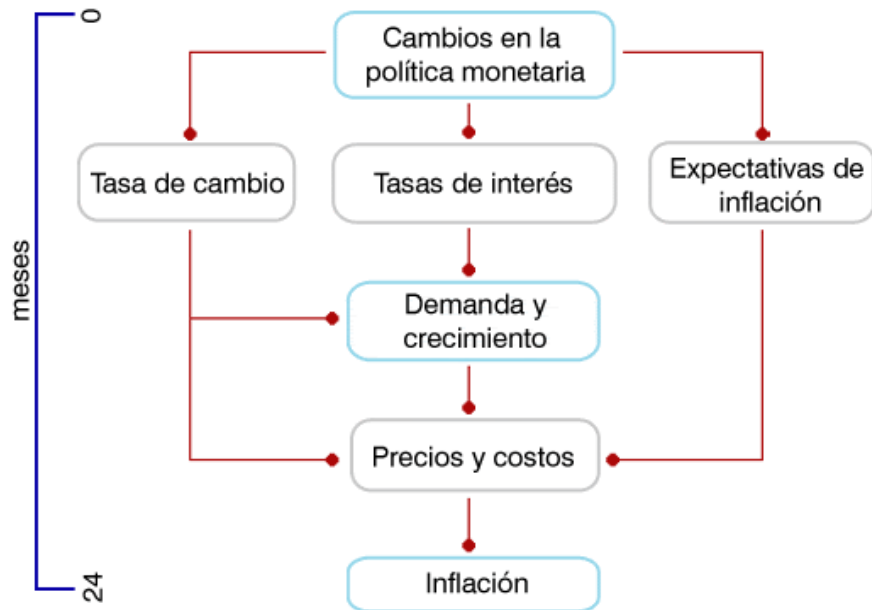 0
Cambios en la
política monetaria
Tasa de cambio
Tasas de interés
Expectativas de
inflación
meses
Demanda y
crecimiento
Precios y costos
Inflación
24